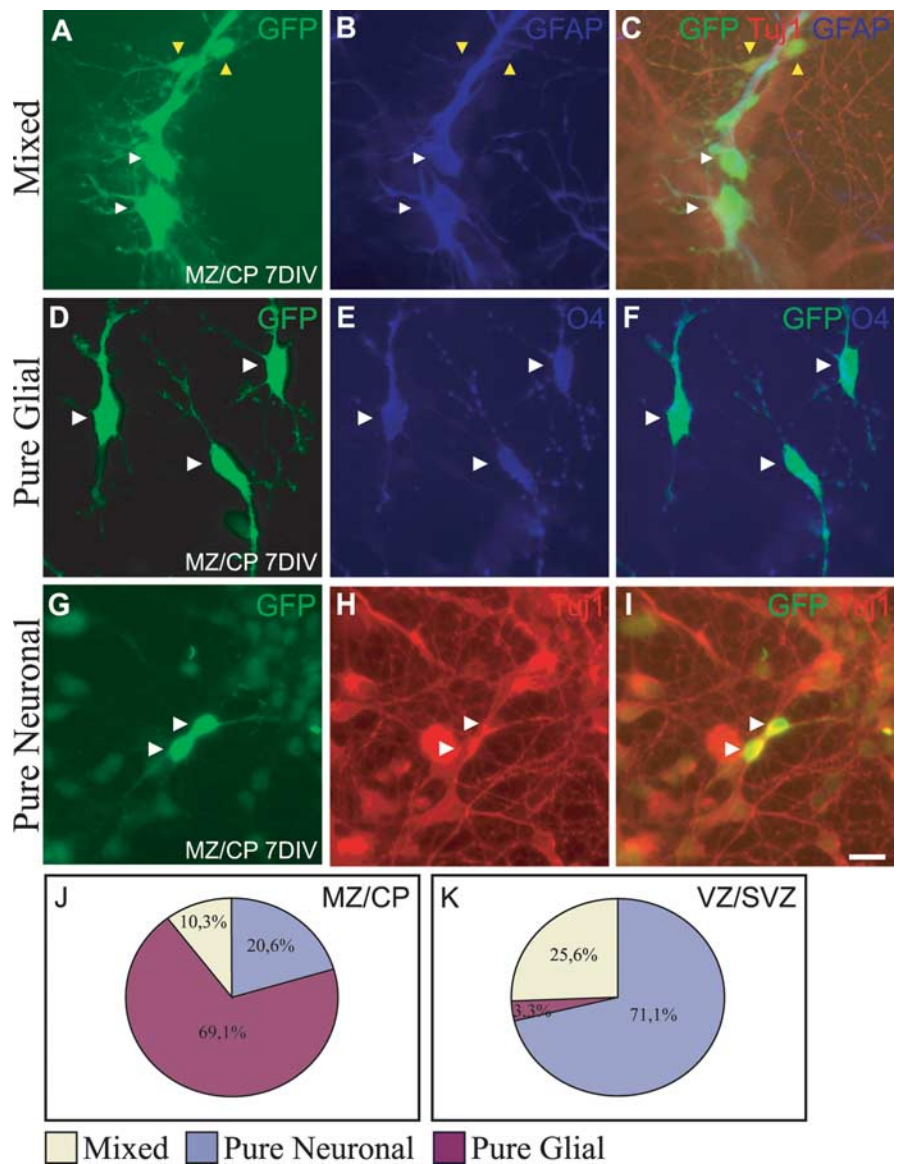 A GFP
B GFAP
C GFP Tuj1 GFAP
Mixed
MZ/CP 7DIV
D GFP
E O4
F GFP O4
Pure Glial
MZ/CP 7DIV
G GFP
H Tuj1
I GFP Tuj1
Pure Neuronal
MZ/CP 7DIV
J MZ/CP
10,3%
20,6%
69,1%
K VZ/SVZ
25,6%
3,3%
71,1%
Mixed Pure Neuronal Pure Glial